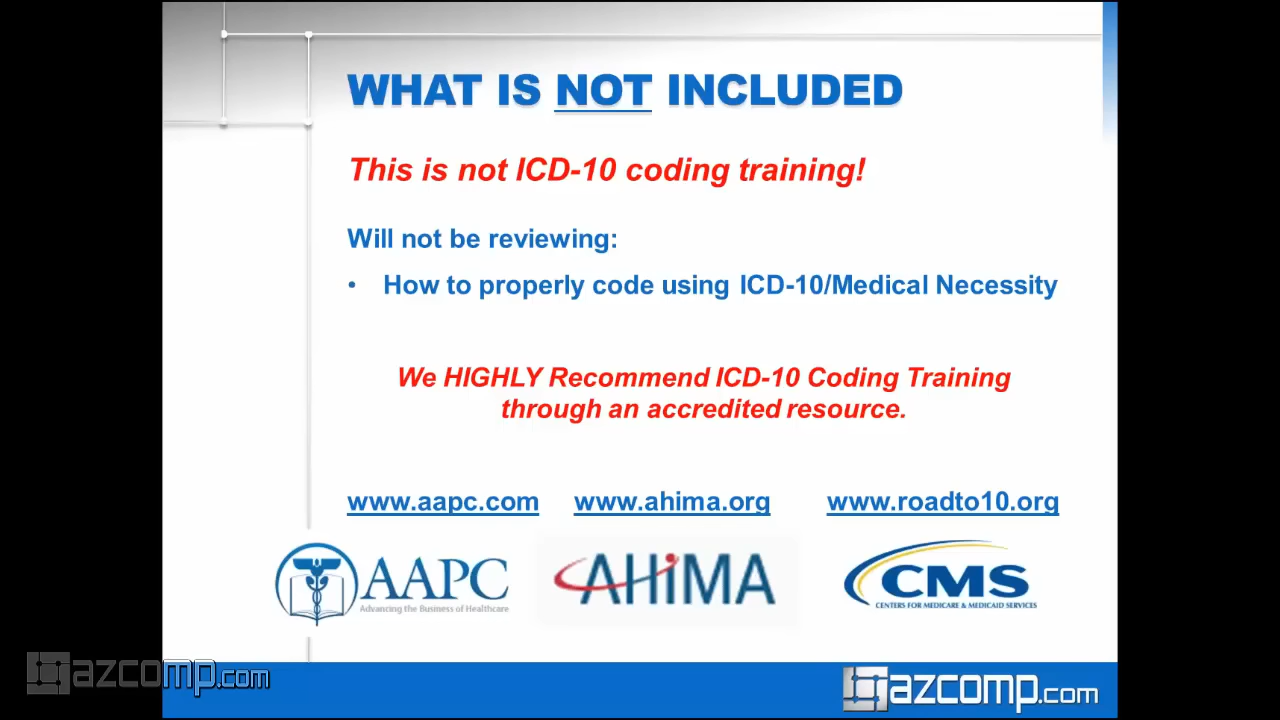 WHAT IS NOT INCLUDED
This is not ICD-10 coding training!
Will not be reviewing:
• How to properly code using ICD-10/Medical Necessity
We HIGHLY Recommend ICD-10 Coding Training
through an accredited resource.
www.aapc.com www.ahima.org www.roadto10.org
AAPC
Advancing the Business of Healthcare
AHiMA
CMS
CENTERS FOR MEDICARE & MEDICAID SERVICES
azcomp.com
azcomp.com